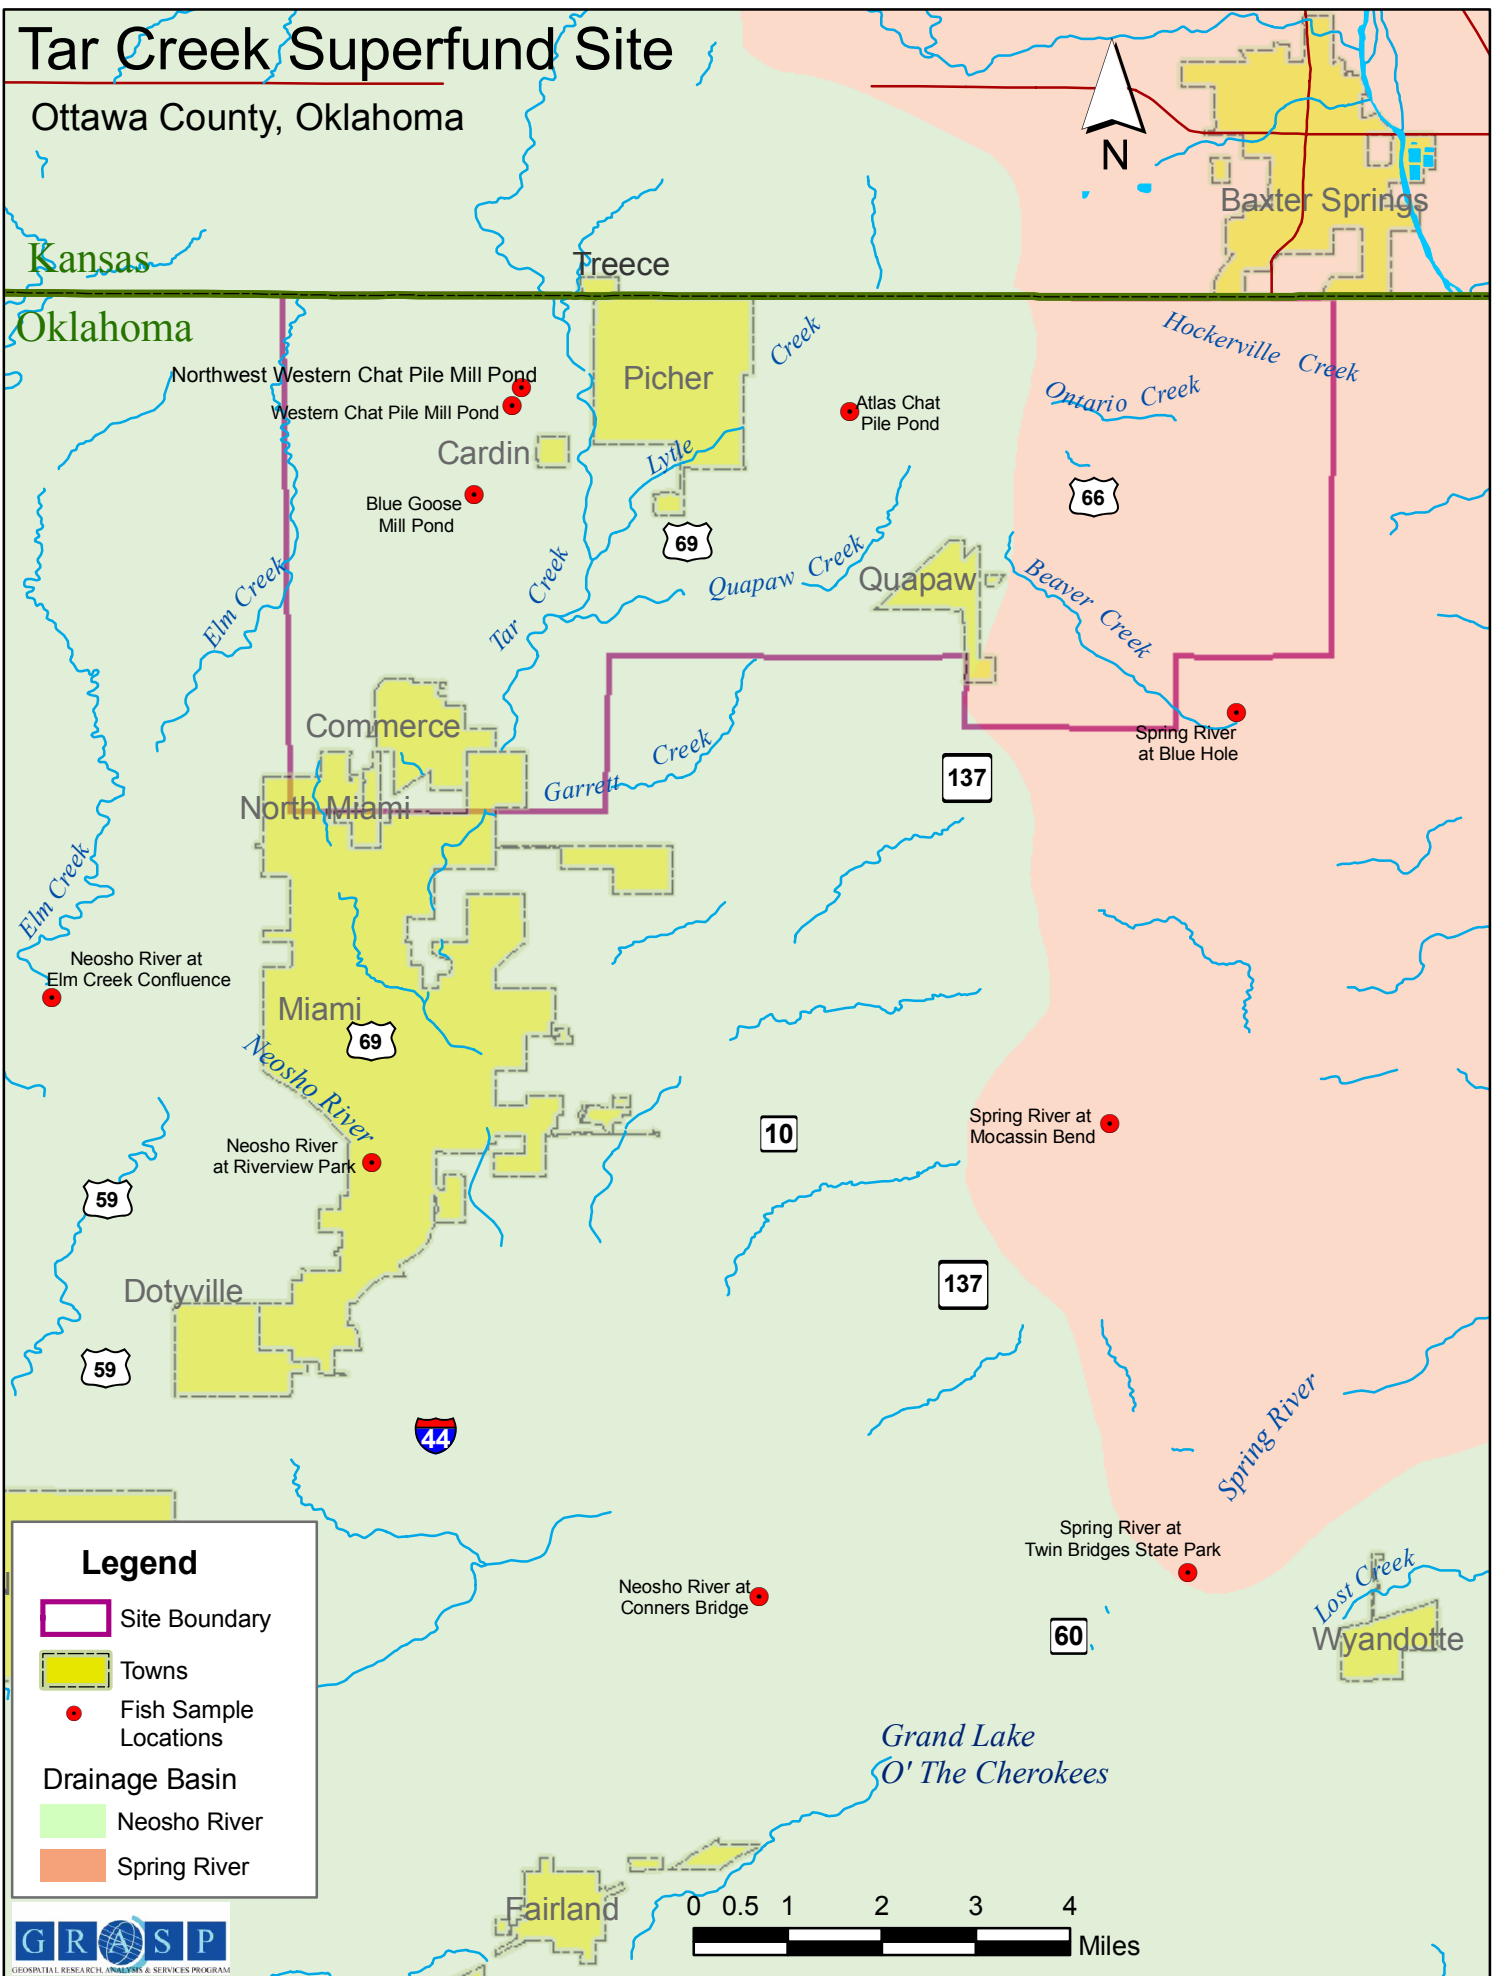 Tar Creek Superfund Site
Ottawa County, Oklahoma
N
Baxter Springs
Kansas
Treece
Oklahoma
Hockerville Creek
Creek
Northwest Western Chat Pile Mill Pond
Picher
Ontario Creek
Western Chat Pile Mill Pond
Atlas Chat
Pile Pond
Cardin
Lytle
Blue Goose
Mill Pond
66
69
Elm Creek
Tar Creek
Quapaw Creek
Quapaw
Beaver Creek
Commerce
Garrett Creek
Spring River
at Blue Hole
137
North Miami
Elm Creek
Neosho River at
Elm Creek Confluence
Miami
69
Neosho River
10
Spring River at
Mocassin Bend
Neosho River
at Riverview Park
59
Dotyville
137
59
44
Spring River
Spring River at
Twin Bridges State Park
Lost Creek
Neosho River at
Conners Bridge
60
Wyandotte
Legend
Site Boundary
Towns
Fish Sample
Locations
Drainage Basin
Neosho River
Spring River
Grand Lake
O' The Cherokees
Fairland
0 0.5 1 2 3 4
Miles
GRASP
GEOSPATIAL RESEARCH, ANALYSIS & SERVICES PROGRAM